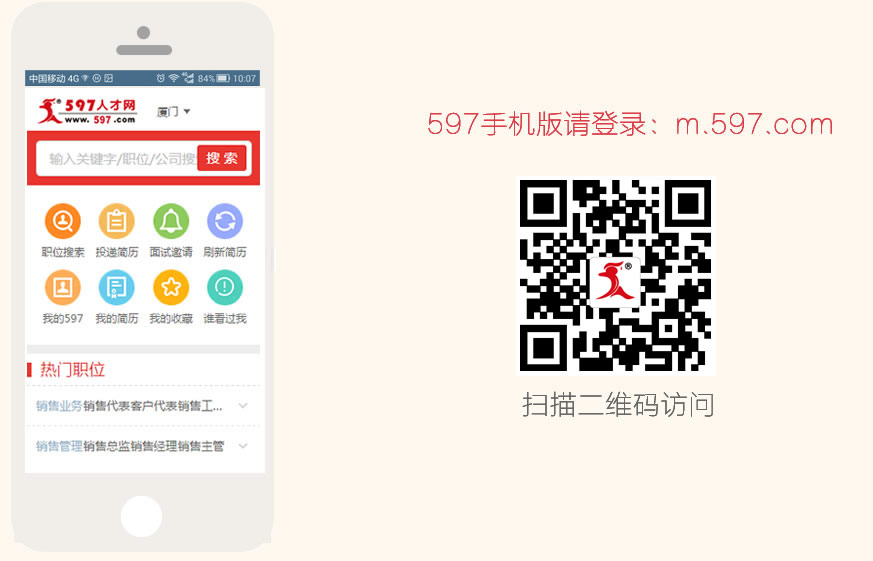 中国移动 4G 84% 10:07
597人才网
www.597.com
厦门
输入关键字/职位/公司搜
搜索
职位搜索 投递简历 面试邀请 刷新简历
我的597 我的简历 我的收藏 谁看过我
热门职位
销售业务销售代表客户代表销售工...
销售管理销售总监销售经理销售主管
597手机版请登录：m.597.com
扫描二维码访问